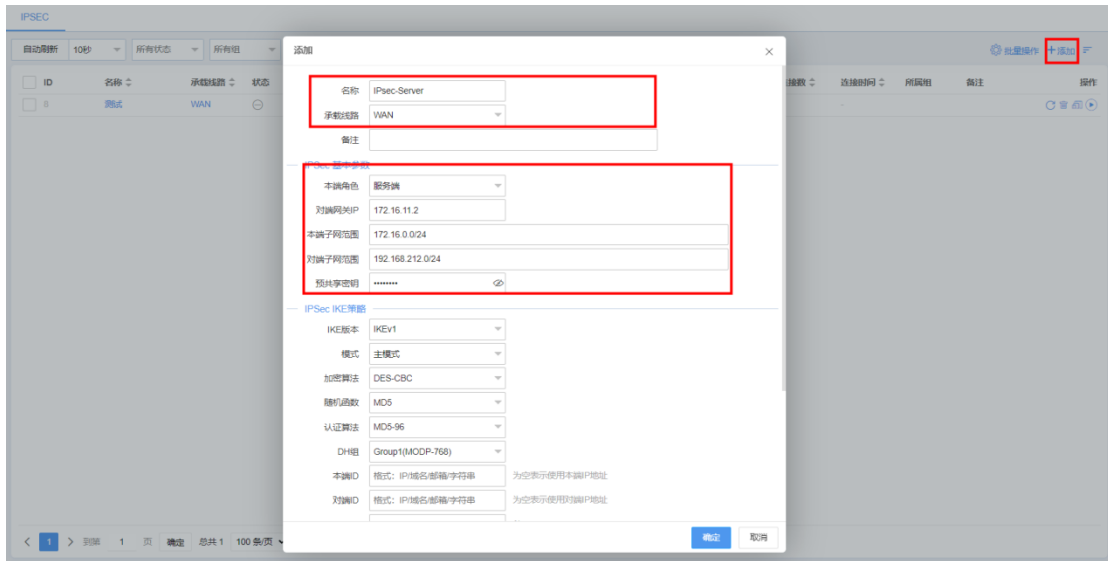 IPSEC
自动刷新 10秒 所有状态 所有组 批量操作 添加
ID 名称 承载线路 状态 连接时间 所属组 备注 操作
8 测试 WAN -
添加
名称 IPsec-Server
承载线路 WAN
备注
IPSec 基本参数
本端角色 服务端
对端网关IP 172.16.11.2
本端子网范围 172.16.0.0/24
对端子网范围 192.168.212.0/24
预共享密钥 ••••••••
IPSec IKE策略
IKE版本 IKEv1
模式 主模式
加密算法 DES-CBC
随机函数 MD5
认证算法 MD5-96
DH组 Group1(MODP-768)
本端ID 格式：IP/域名/邮箱/字符串 为空表示使用本端IP地址
对端ID 格式：IP/域名/邮箱/字符串 为空表示使用对端IP地址
确定 取消
1 到第 1 页 确定 总共 1 100 条/页